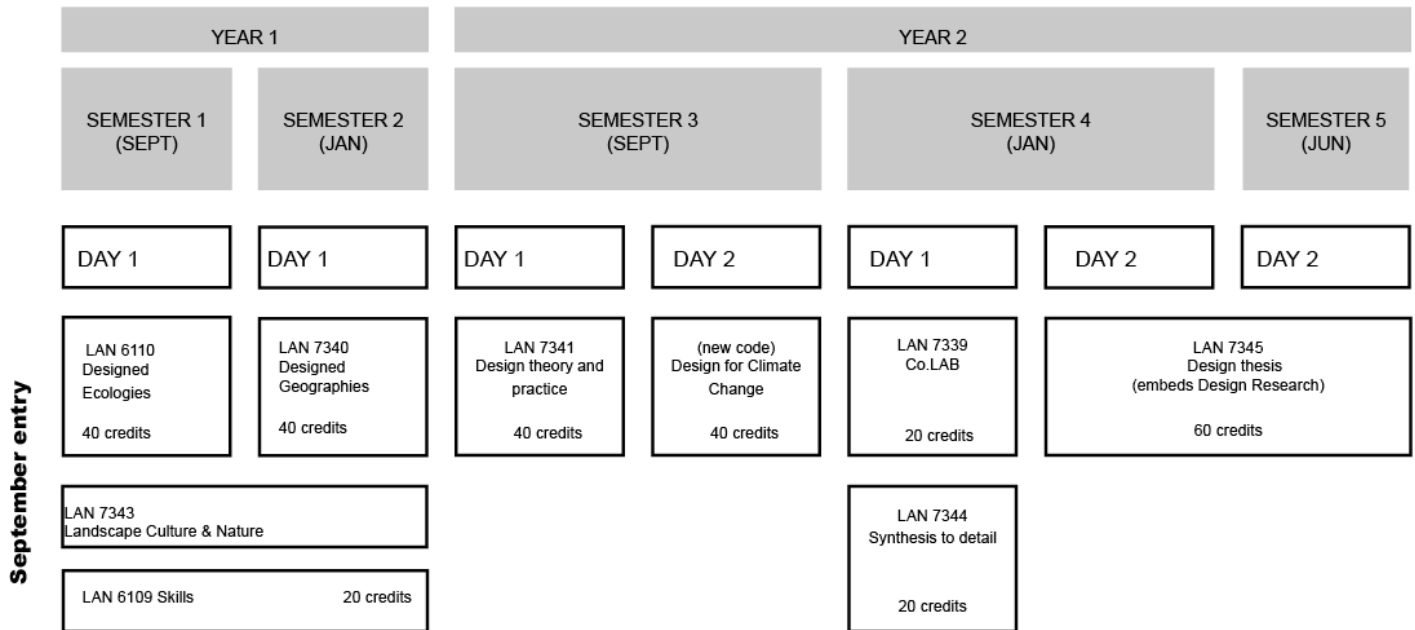 YEAR 1
YEAR 2
SEMESTER 1
(SEPT)
SEMESTER 2
(JAN)
SEMESTER 3
(SEPT)
SEMESTER 4
(JAN)
SEMESTER 5
(JUN)
DAY 1
DAY 1
DAY 1
DAY 2
DAY 1
DAY 2
DAY 2
September entry
LAN 6110
Designed
Ecologies
40 credits
LAN 7340
Designed
Geographies
40 credits
LAN 7341
Design theory and
practice
40 credits
(new code)
Design for Climate
Change
40 credits
LAN 7339
Co.LAB
20 credits
LAN 7345
Design thesis
(embeds Design Research)
60 credits
LAN 7343
Landscape Culture & Nature
LAN 7344
Synthesis to detail
20 credits
LAN 6109 Skills 20 credits